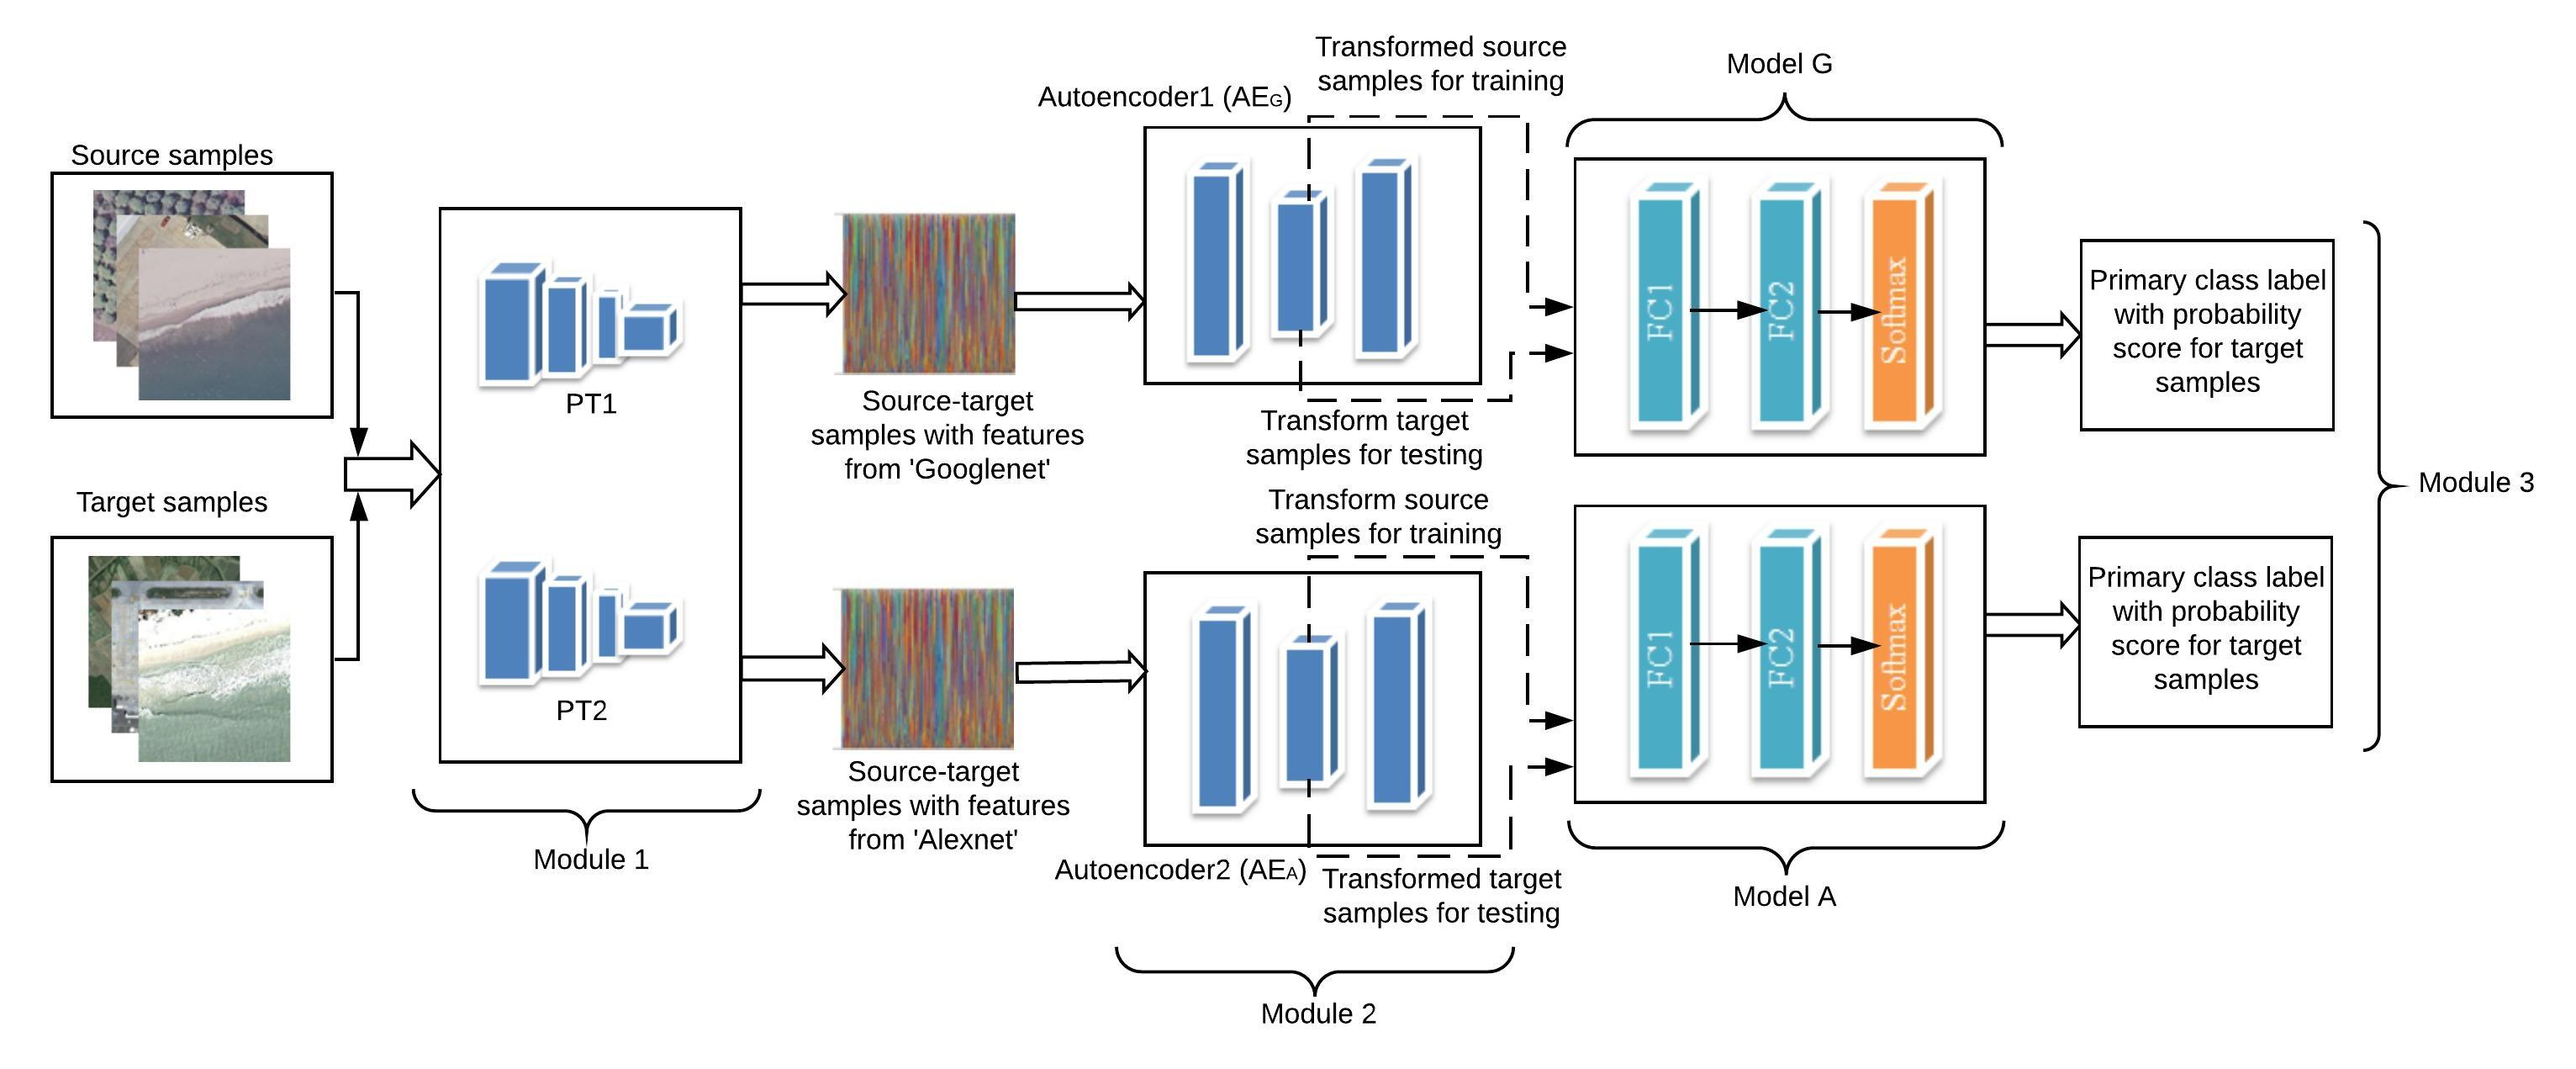 Source samples
Target samples
PT1
PT2
Module 1
Source-target
samples with features
from 'Googlenet'
Source-target
samples with features
from 'Alexnet'
Autoencoder1 (AEG)
Transformed source
samples for training
Transform target
samples for testing
Transform source
samples for training
Autoencoder2 (AEA)
Transformed target
samples for testing
Module 2
Model G
FC1
FC2
Softmax
FC1
FC2
Softmax
Model A
Primary class label
with probability
score for target
samples
Primary class label
with probability
score for target
samples
Module 3